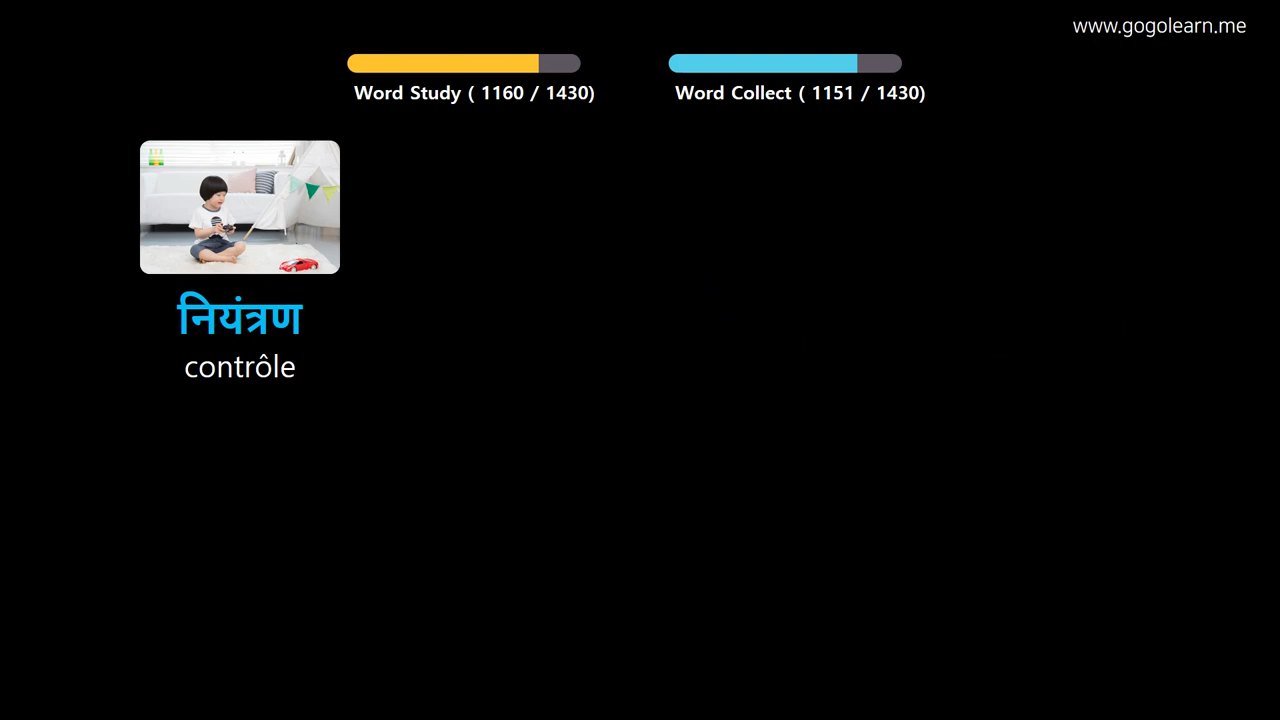 www.gogolearn.me
Word Study ( 1160 / 1430)
Word Collect ( 1151 / 1430)
नियंत्रण
contrôle